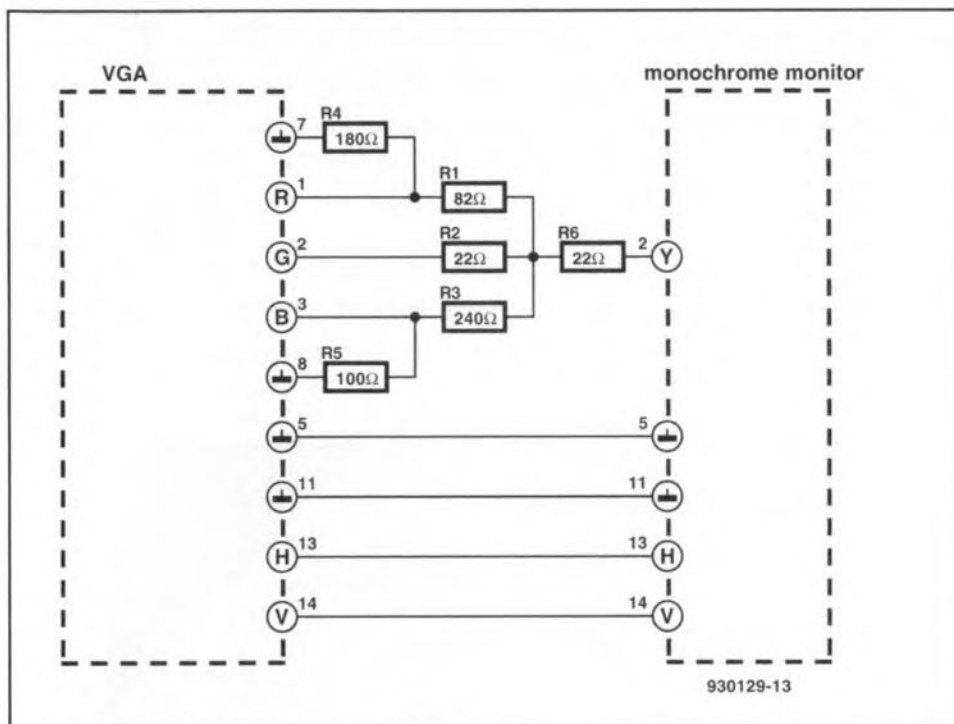 VGA
monochrome monitor
7
R4
180Ω
R
1
R1
82Ω
G
2
R2
22Ω
R6
22Ω
2
Y
B
3
R3
240Ω
8
R5
100Ω
5
5
11
11
H
13
13
H
V
14
14
V
930129-13